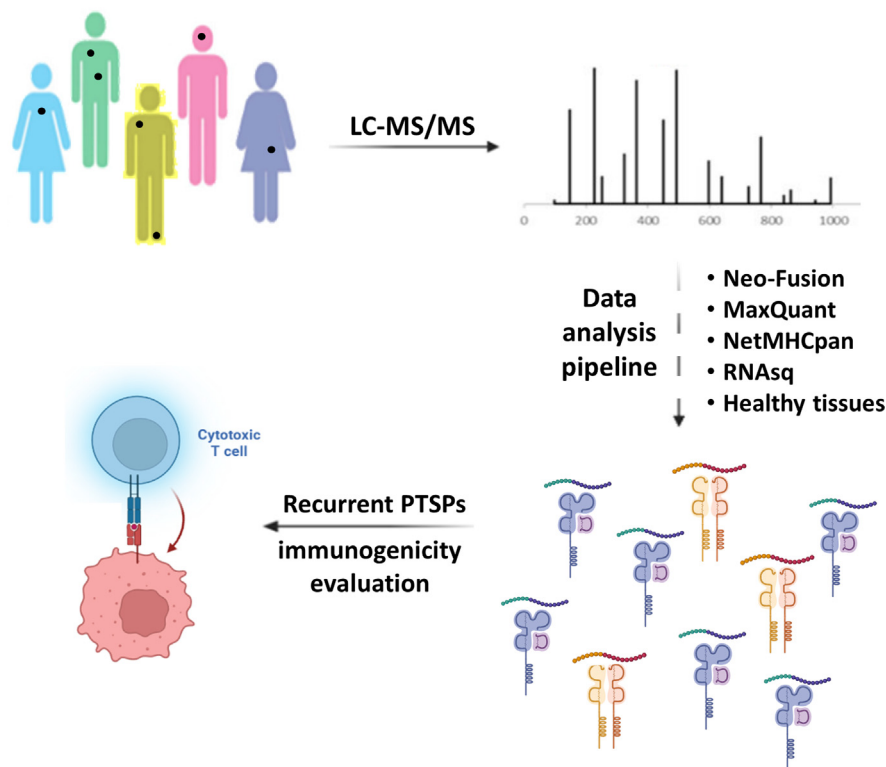 LC-MS/MS
0 200 400 600 800 1000
Data
analysis
pipeline
• Neo-Fusion
• MaxQuant
• NetMHCpan
• RNAsq
• Healthy tissues
Cytotoxic
T cell
Recurrent PTSPs
immunogenicity
evaluation